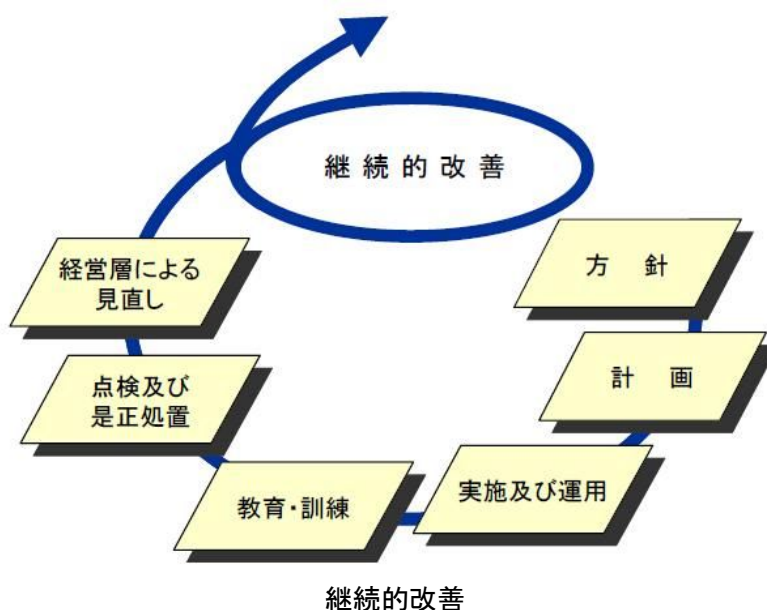 継続的改善
方針
計画
実施及び運用
教育・訓練
点検及び
是正処置
経営層による
見直し
継続的改善